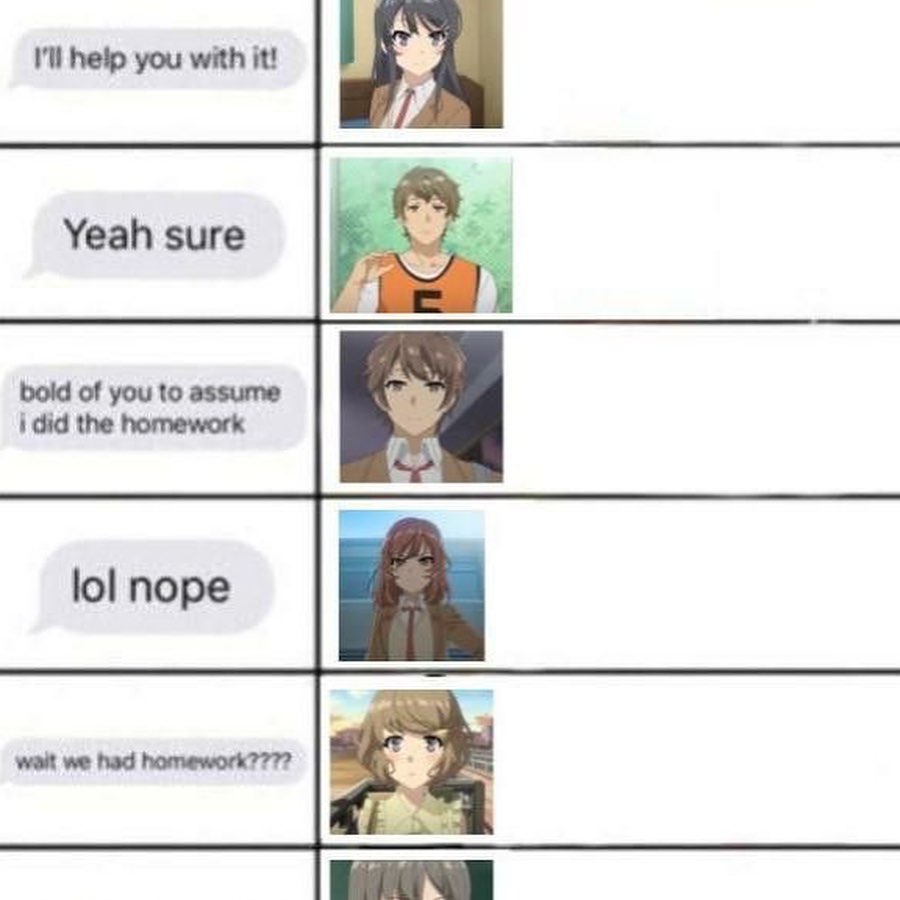 I'll help you with it!
Yeah sure
5
bold of you to assume
i did the homework
lol nope
wait we had homework????